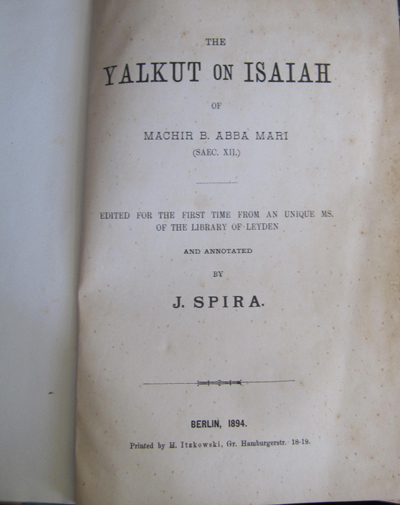 THE
YALKUT ON ISAIAH
OF
MACHIR B. ABBA MARI
(SAEC. XII.)
EDITED FOR THE FIRST TIME FROM AN UNIQUE MS.
OF THE LIBRARY OF LEYDEN
AND ANNOTATED
BY
J. SPIRA.
BERLIN, 1894.
Printed by M. Itzkowski, Gr. Hamburgerstr. 18-19.